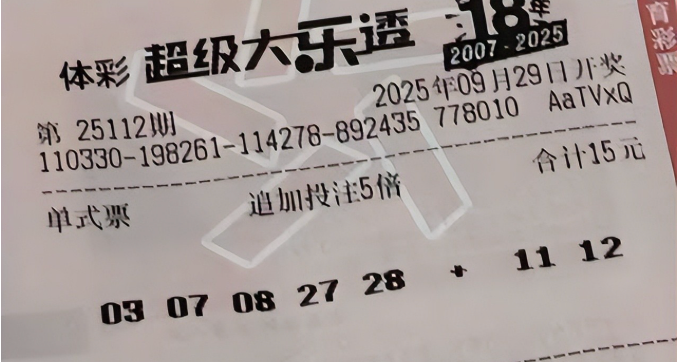 体彩 超级大乐透 18年
2007-2025
2025年09月29日开奖
第 25112期
110330-198261-114278-892435 778010 AaTVxQ
单式票 追加投注5倍 合计15元
03 07 08 27 28 + 11 12
育彩票